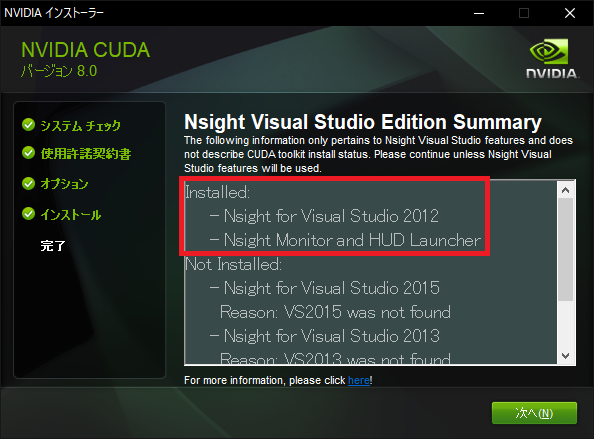 NVIDIA インストーラー
NVIDIA CUDA
バージョン 8.0
NVIDIA.
システム チェック
使用許諾契約書
オプション
インストール
完了
Nsight Visual Studio Edition Summary
The following information only pertains to Nsight Visual Studio features and does
not describe CUDA toolkit install status. Please continue unless Nsight Visual
Studio features will be used.
Installed:
- Nsight for Visual Studio 2012
- Nsight Monitor and HUD Launcher
Not Installed:
- Nsight for Visual Studio 2015
Reason: VS2015 was not found
- Nsight for Visual Studio 2013
Reason: VS2013 was not found
For more information, please click here!
次へ(N)